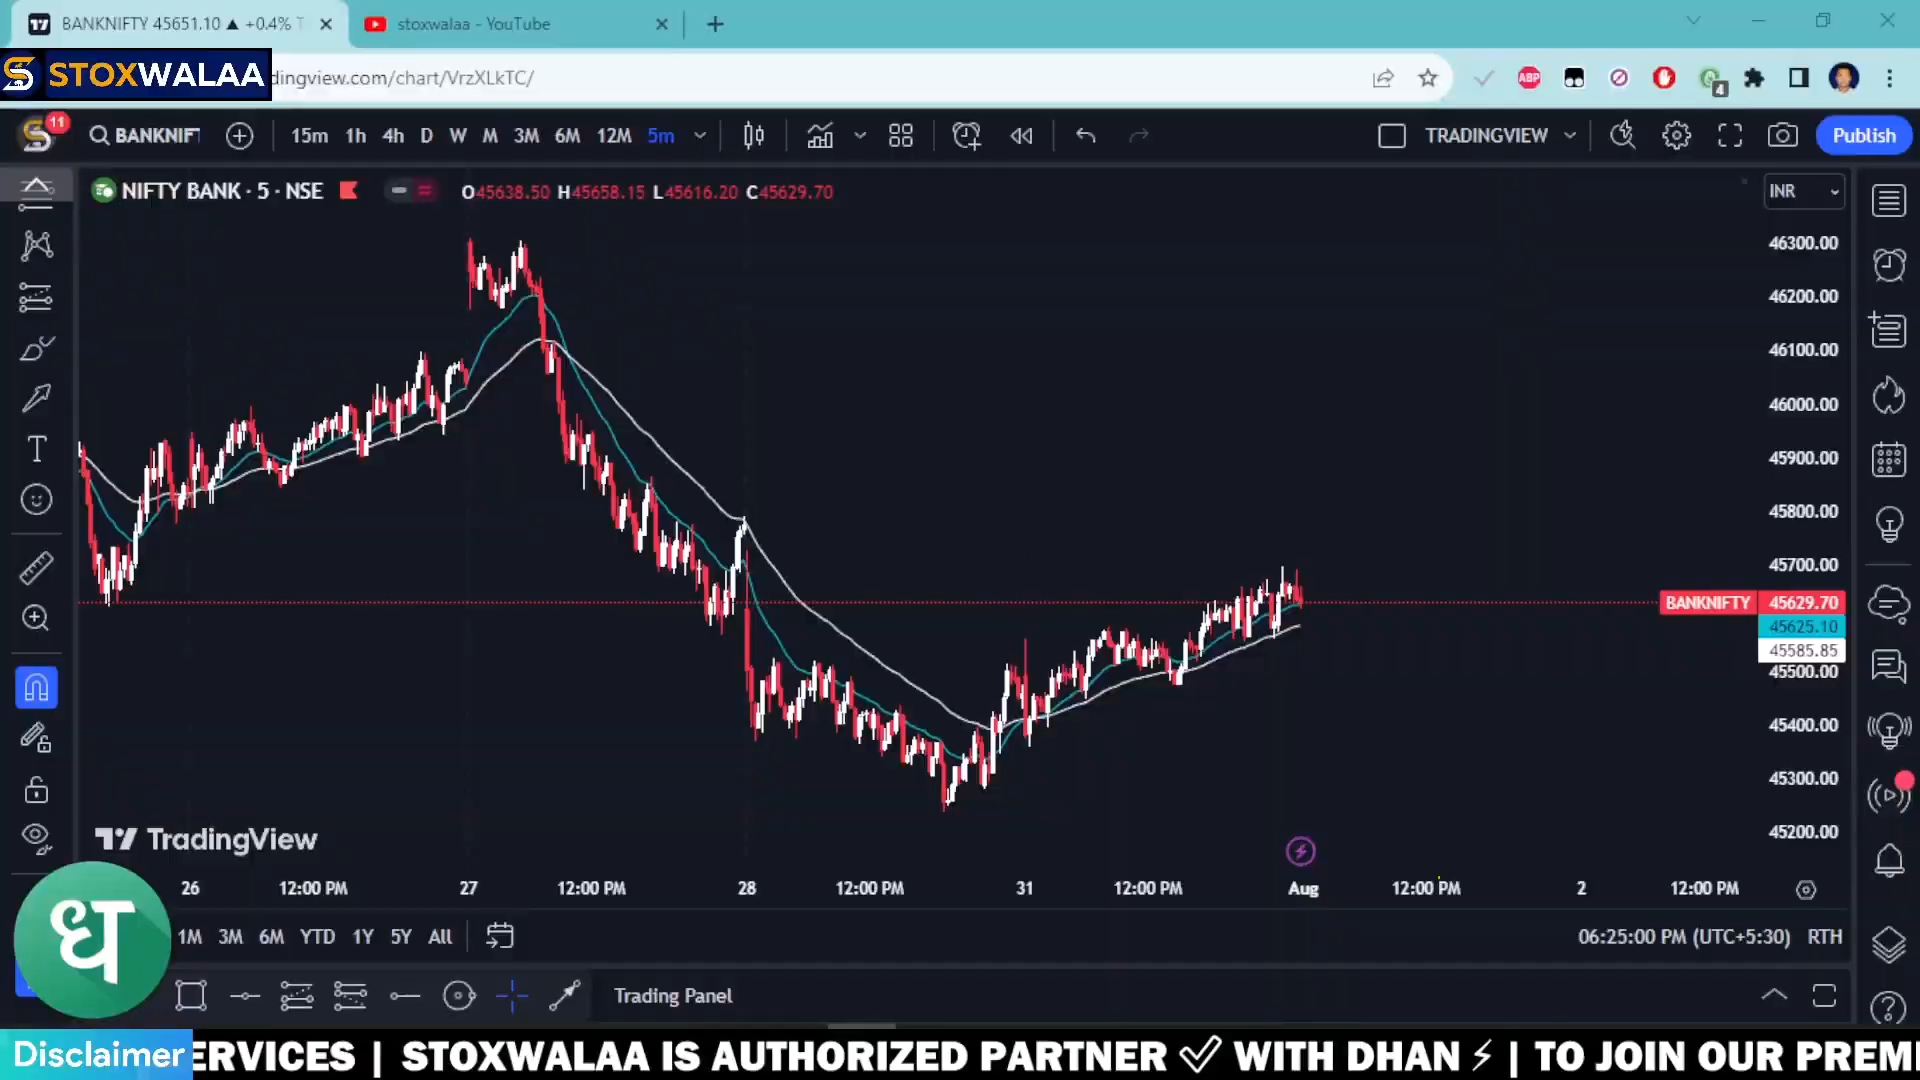 BANKNIFTY 45651.10 ▲ +0.4%
stoxwalaa - YouTube
STOXWALAA
dingview.com/chart/VrzXLkTC/
ABP
4
11
BANKNIFT
15m 1h 4h D W M 3M 6M 12M 5m
TRADINGVIEW
Publish
NIFTY BANK · 5 · NSE
O45638.50 H45658.15 L45616.20 C45629.70
INR
46300.00
46200.00
46100.00
46000.00
45900.00
45800.00
45700.00
BANKNIFTY 45629.70
45625.10
45585.85
45500.00
45400.00
45300.00
45200.00
TradingView
26 12:00 PM 27 12:00 PM 28 12:00 PM 31 12:00 PM Aug 12:00 PM 2 12:00 PM
ध
1M 3M 6M YTD 1Y 5Y All
06:25:00 PM (UTC+5:30) RTH
Trading Panel
Disclaimer
ERVICES | STOXWALAA IS AUTHORIZED PARTNER ✓ WITH DHAN ⚡ | TO JOIN OUR PREM